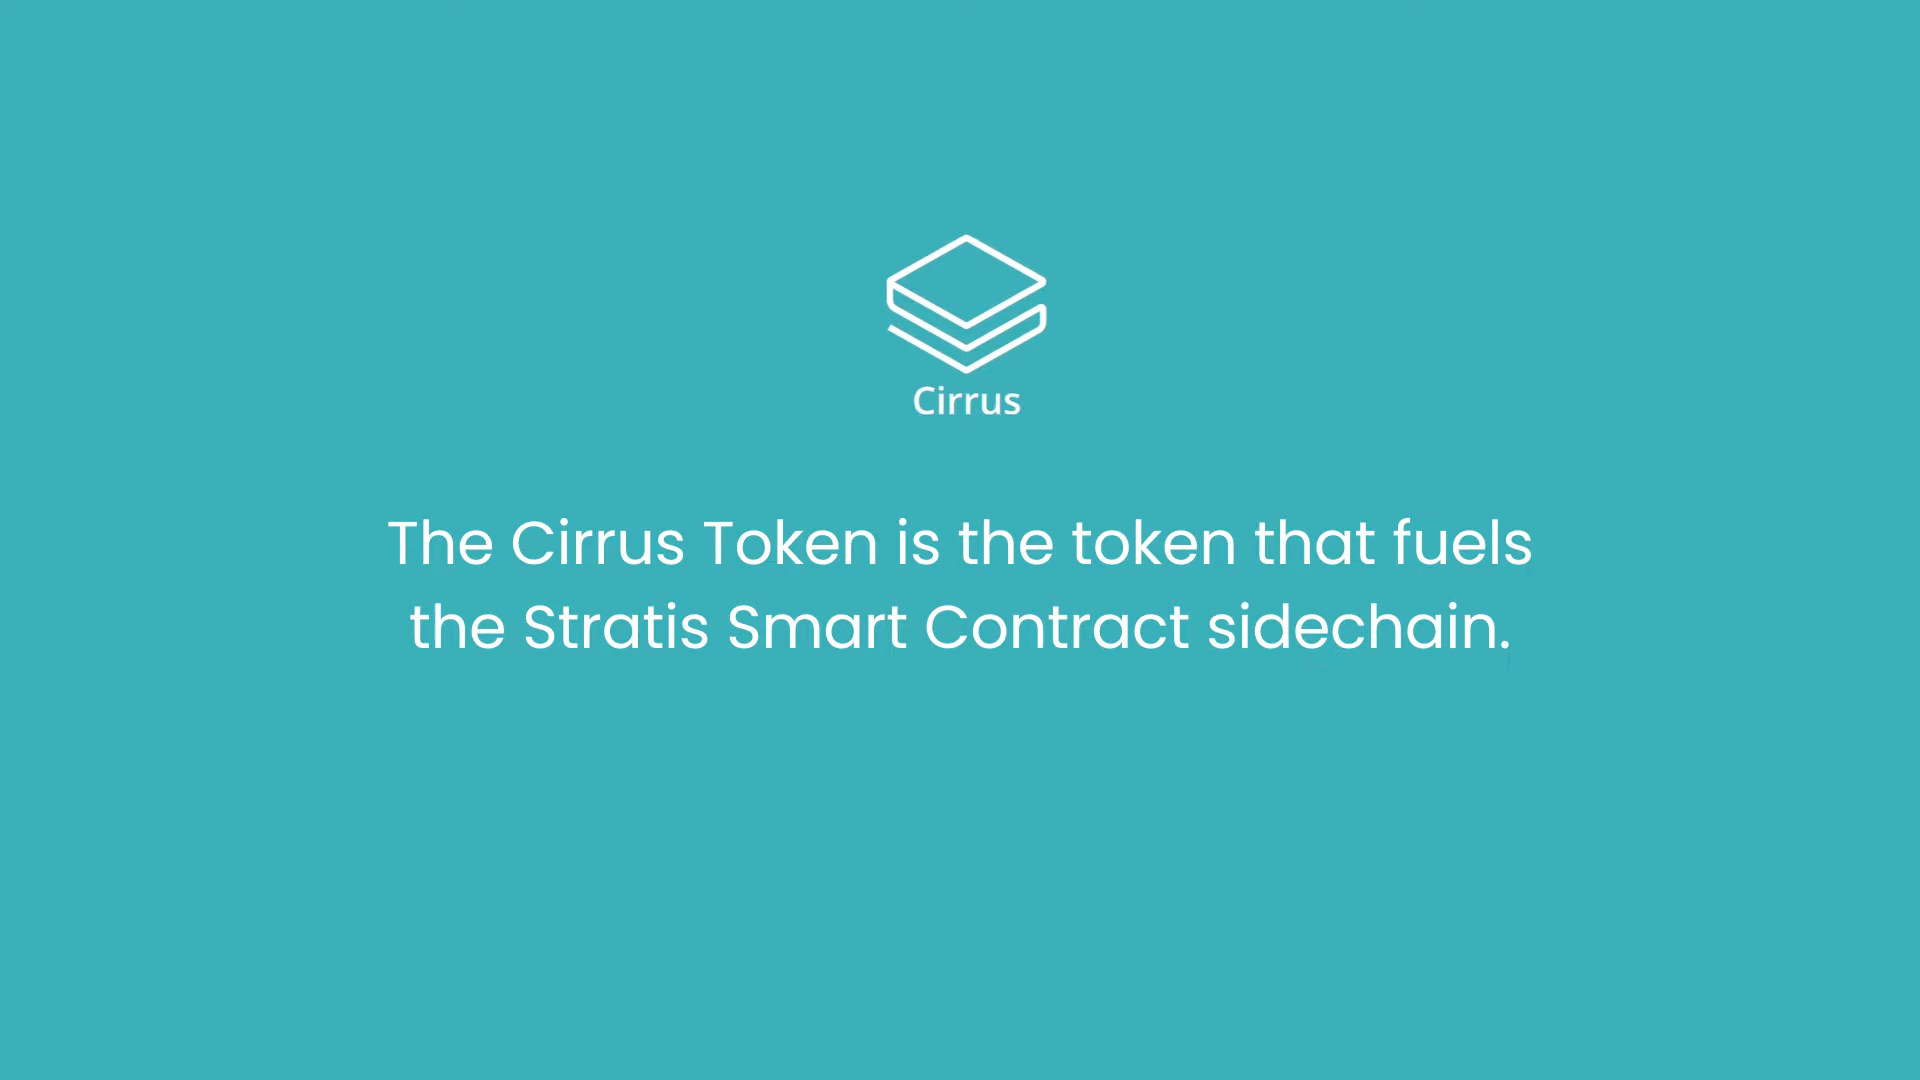 Cirrus
The Cirrus Token is the token that fuels
the Stratis Smart Contract sidechain.